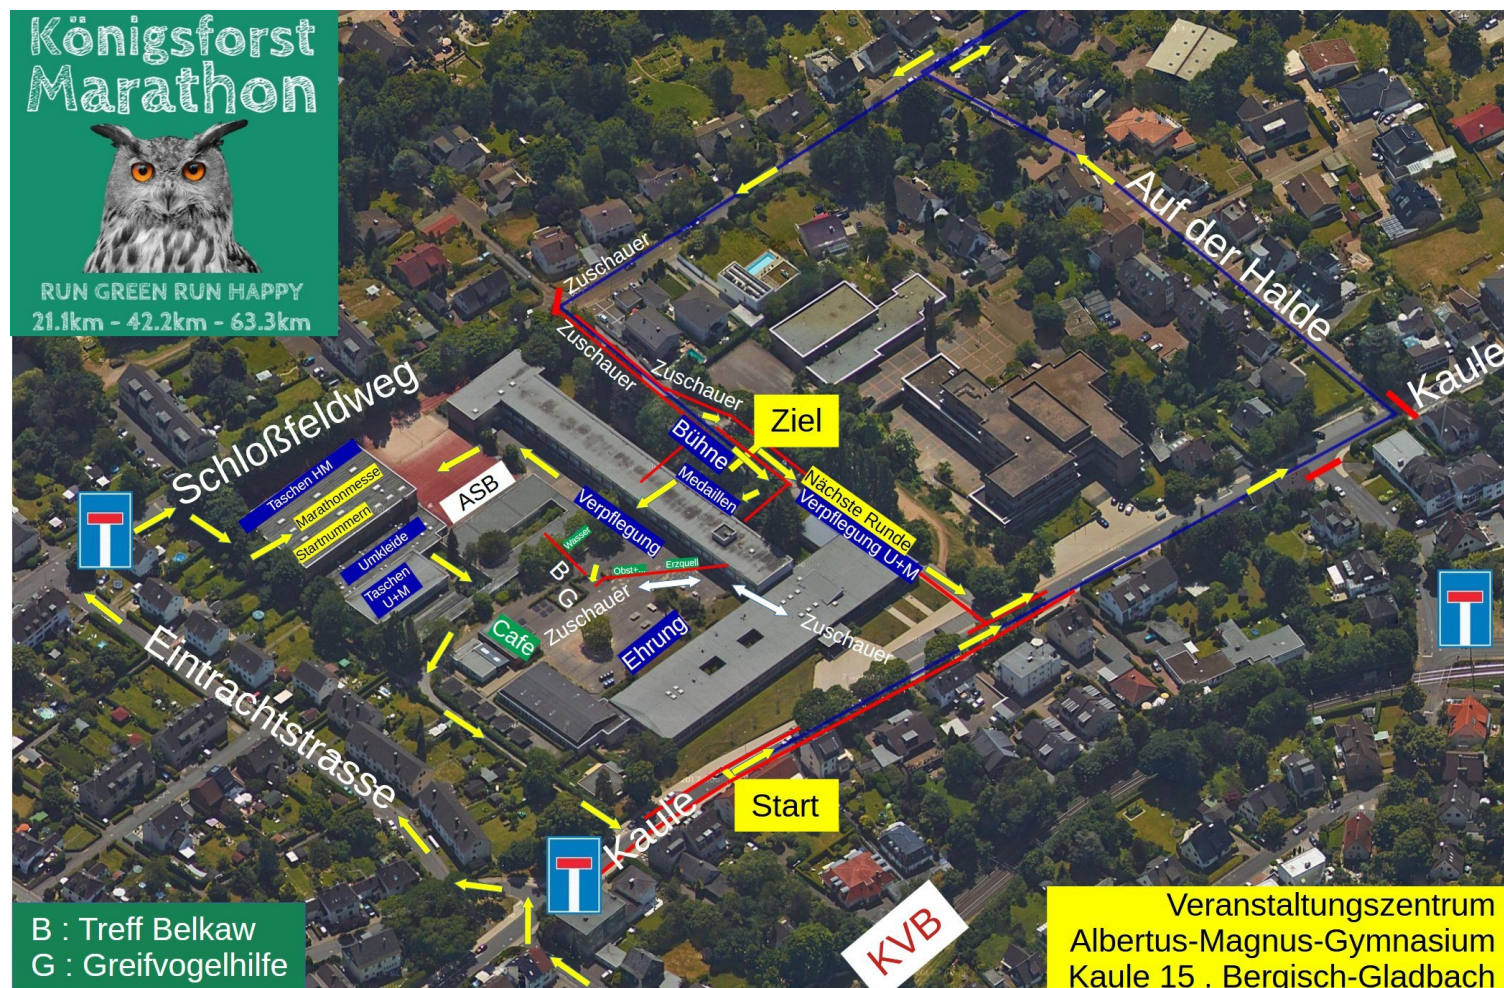 Königsforst
Marathon
RUN GREEN RUN HAPPY
21.1km - 42.2km - 63.3km
Auf der Halde
Kaule
Zuschauer
Zuschauer
Zuschauer
Ziel
Bühne
Medaillen
Nächste Runde
Verpflegung U+M
Schloßfeldweg
Taschen HM
Marathonmesse
Startnummern
Umkleide
Taschen
U+M
ASB
Verpflegung
Wasser
Obst+...
Erzquell
B
G
Zuschauer
Zuschauer
Cafe
Ehrung
Eintrachtstrasse
Start
Kaule
KVB
B : Treff Belkaw
G : Greifvogelhilfe
Veranstaltungszentrum
Albertus-Magnus-Gymnasium
Kaule 15 . Bergisch-Gladbach